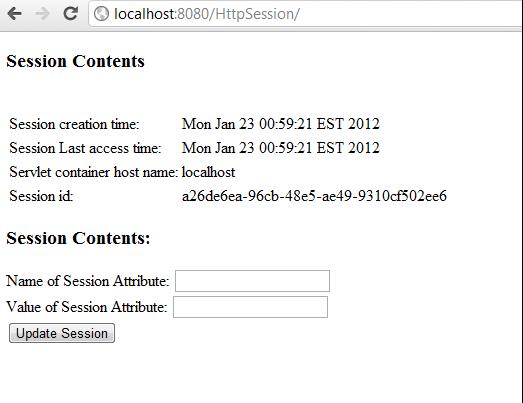 localhost:8080/HttpSession/
Session Contents
Session creation time: Mon Jan 23 00:59:21 EST 2012
Session Last access time: Mon Jan 23 00:59:21 EST 2012
Servlet container host name: localhost
Session id: a26de6ea-96cb-48e5-ae49-9310cf502ee6
Session Contents:
Name of Session Attribute:
Value of Session Attribute:
Update Session